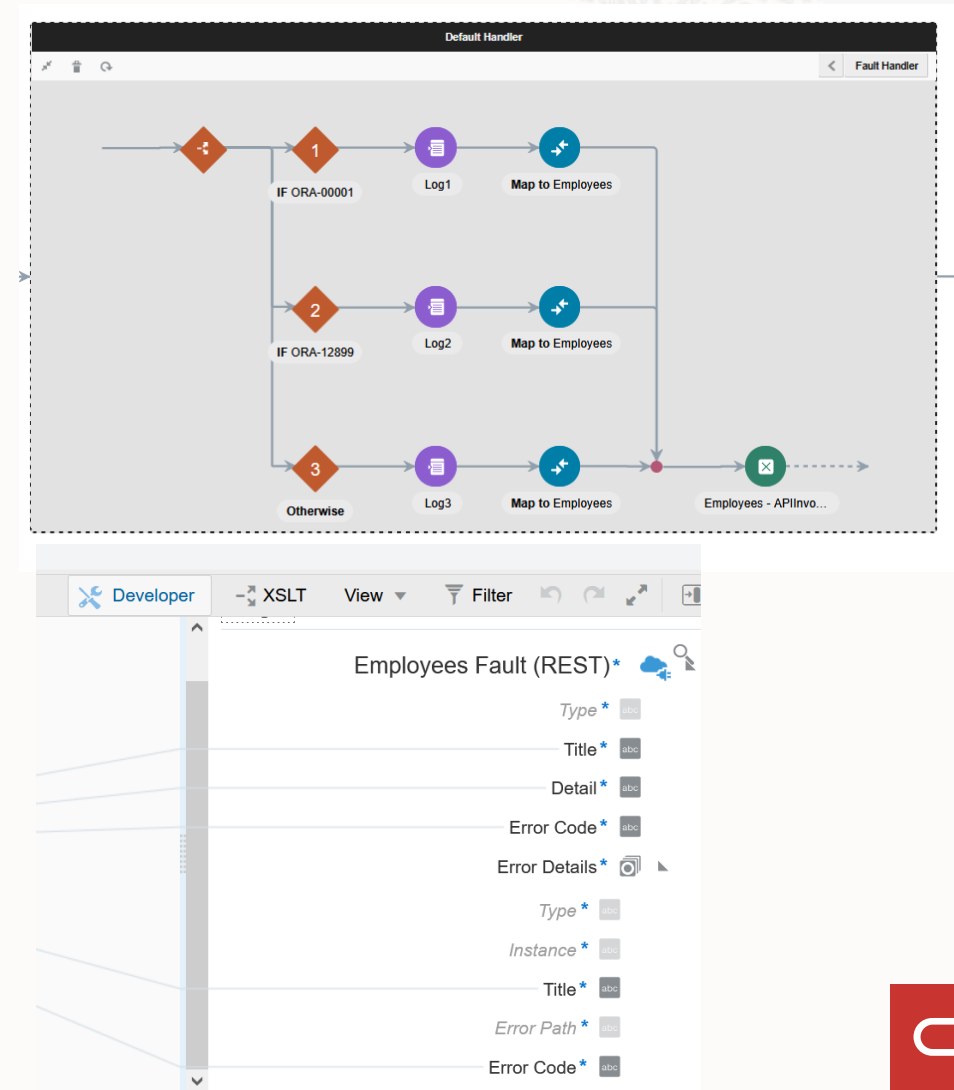 Default Handler
Fault Handler
1
IF ORA-00001
Log1
Map to Employees
2
IF ORA-12899
Log2
Map to Employees
3
Otherwise
Log3
Map to Employees
Employees - APIInvo...
Developer
XSLT
View
Filter
Employees Fault (REST)*
Type * abc
Title* abc
Detail* abc
Error Code* abc
Error Details*
Type * abc
Instance * abc
Title* abc
Error Path * abc
Error Code* abc